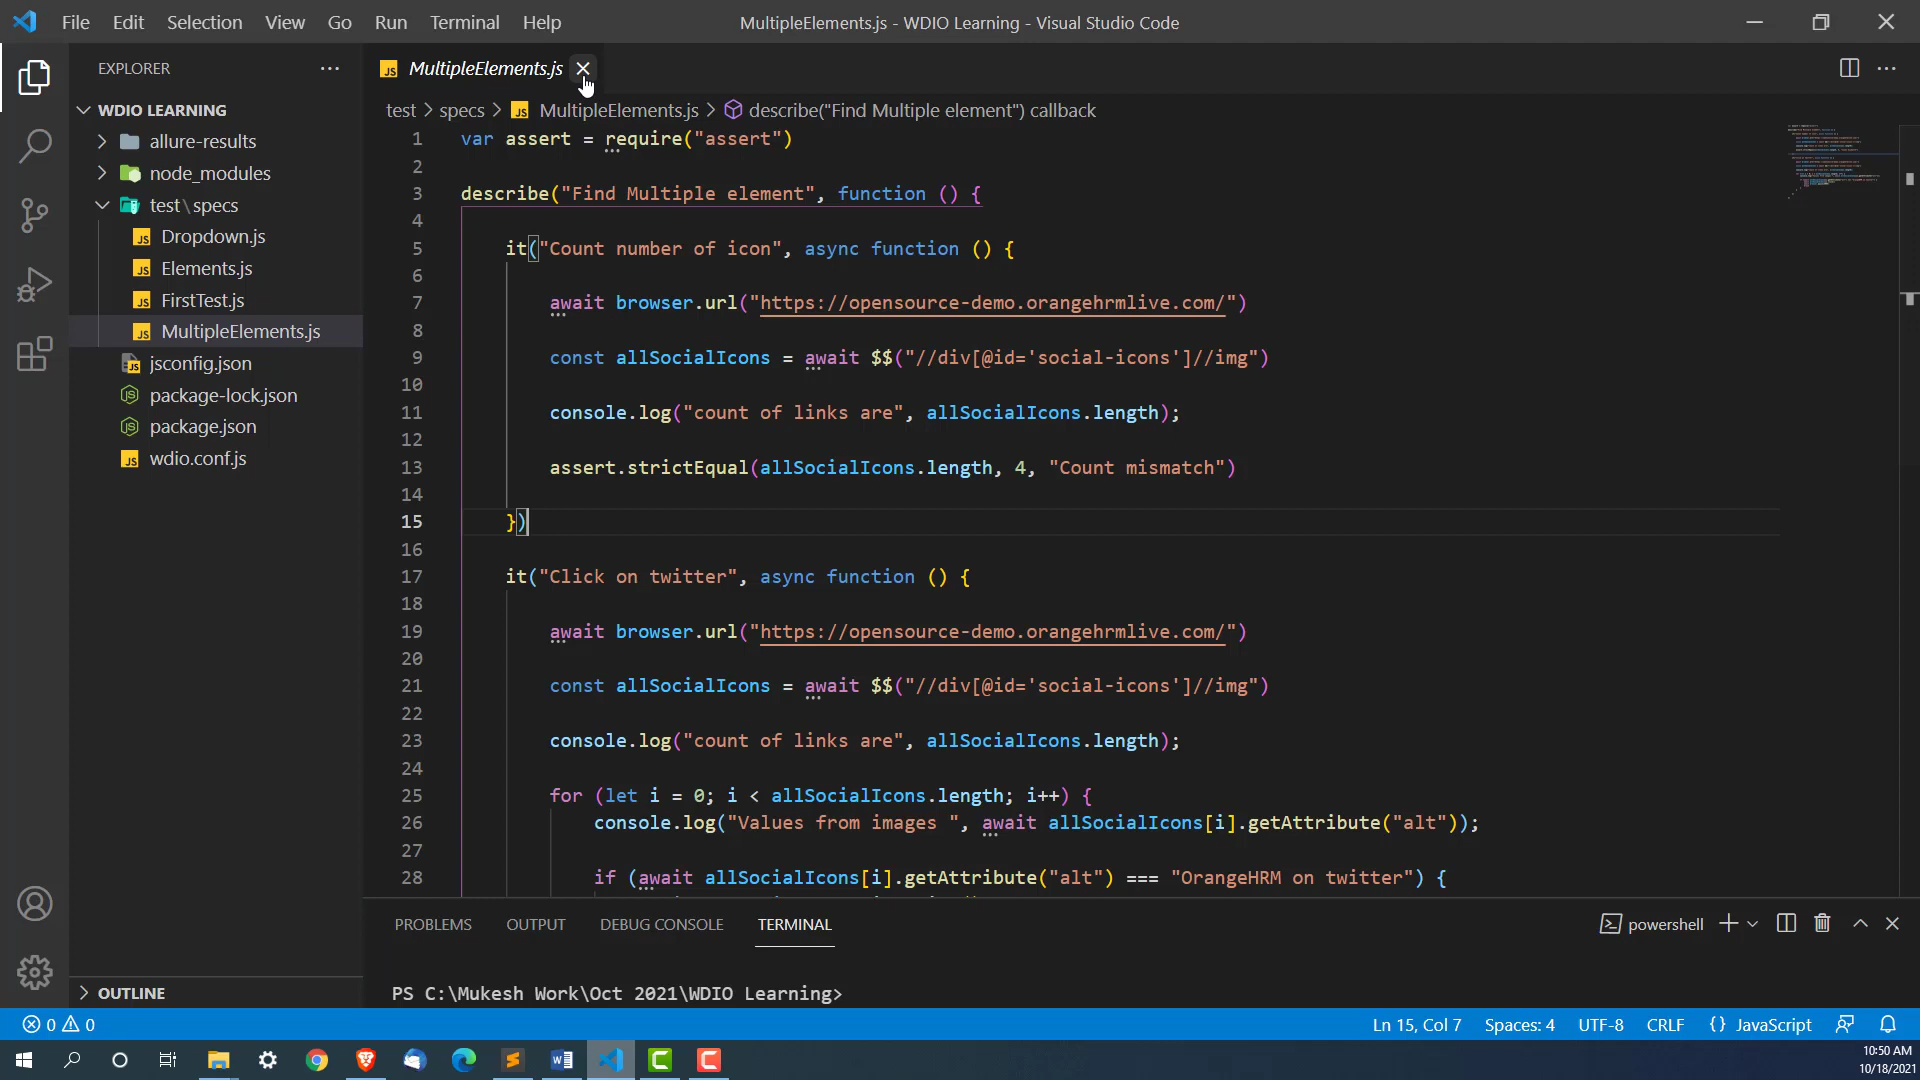 File Edit Selection View Go Run Terminal Help
MultipleElements.js - WDIO Learning - Visual Studio Code
EXPLORER
WDIO LEARNING
allure-results
node_modules
test\specs
Dropdown.js
Elements.js
FirstTest.js
MultipleElements.js
jsconfig.json
package-lock.json
package.json
wdio.conf.js
OUTLINE
MultipleElements.js
test > specs > MultipleElements.js > describe("Find Multiple element") callback
1 var assert = require("assert")
2
3 describe("Find Multiple element", function () {
4
5 it("Count number of icon", async function () {
6
7 await browser.url("https://opensource-demo.orangehrmlive.com/")
8
9 const allSocialIcons = await $$("//div[@id='social-icons']//img")
10
11 console.log("count of links are", allSocialIcons.length);
12
13 assert.strictEqual(allSocialIcons.length, 4, "Count mismatch")
14
15 })
16
17 it("Click on twitter", async function () {
18
19 await browser.url("https://opensource-demo.orangehrmlive.com/")
20
21 const allSocialIcons = await $$("//div[@id='social-icons']//img")
22
23 console.log("count of links are", allSocialIcons.length);
24
25 for (let i = 0; i < allSocialIcons.length; i++) {
26 console.log("Values from images ", await allSocialIcons[i].getAttribute("alt"));
27
28 if (await allSocialIcons[i].getAttribute("alt") === "OrangeHRM on twitter") {
PROBLEMS OUTPUT DEBUG CONSOLE TERMINAL
powershell
PS C:\Mukesh Work\Oct 2021\WDIO Learning>
0 0
Ln 15, Col 7 Spaces: 4 UTF-8 CRLF {} JavaScript
10:50 AM
10/18/2021